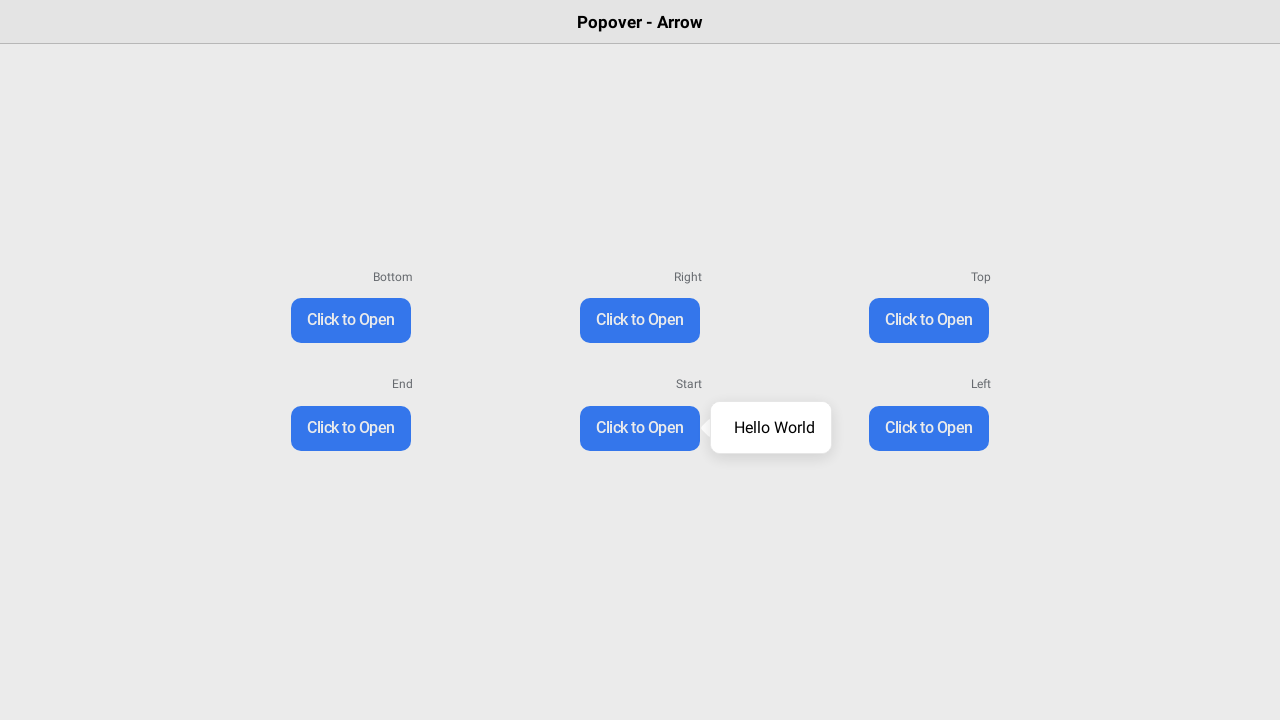 Popover - Arrow
Bottom
Right
Top
Click to Open
Click to Open
Click to Open
End
Start
Left
Click to Open
Click to Open
Hello World
Click to Open